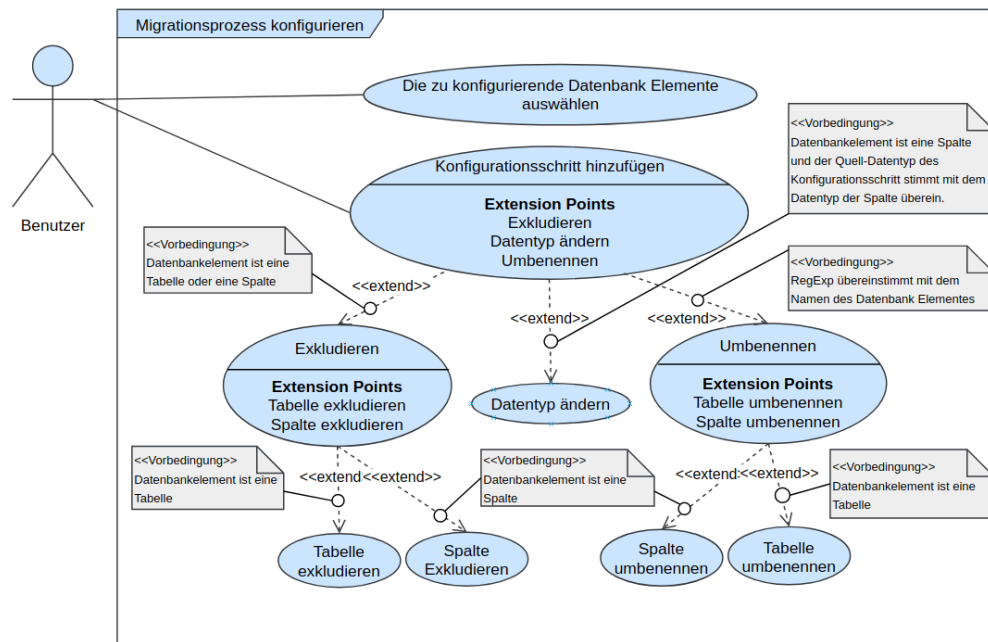 Migrationsprozess konfigurieren
Die zu konfigurierende Datenbank Elemente
auswählen
Benutzer
<<Vorbedingung>>
Datenbankelement ist eine Spalte
und der Quell-Datentyp des
Konfigurationsschritt stimmt mit dem
Datentyp der Spalte überein.
Konfigurationsschritt hinzufügen
Extension Points
Exkludieren
Datentyp ändern
Umbenennen
<<Vorbedingung>>
Datenbankelement ist eine
Tabelle oder eine Spalte
<<Vorbedingung>>
RegExp übereinstimmt mit dem
Namen des Datenbank Elementes
<<extend>>
<<extend>>
<<extend>>
Exkludieren
Extension Points
Tabelle exkludieren
Spalte exkludieren
Datentyp ändern
Umbenennen
Extension Points
Tabelle umbenennen
Spalte umbenennen
<<Vorbedingung>>
Datenbankelement ist eine
Tabelle
<<extend
<<extend>>
<<Vorbedingung>>
Datenbankelement ist eine
Spalte
<<extend
<<extend>>
<<Vorbedingung>>
Datenbankelement ist eine
Tabelle
Tabelle
exkludieren
Spalte
Exkludieren
Spalte
umbenennen
Tabelle
umbenennen